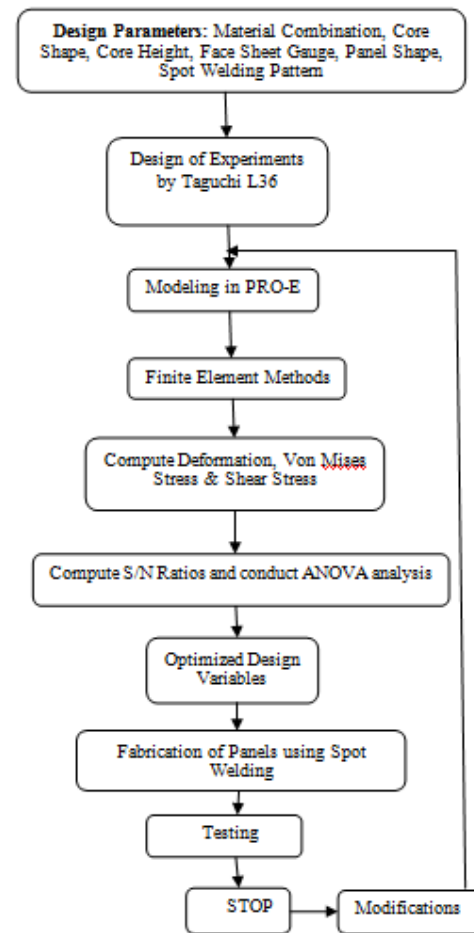 Design Parameters: Material Combination, Core
Shape, Core Height, Face Sheet Gauge, Panel Shape,
Spot Welding Pattern
Design of Experiments
by Taguchi L36
Modeling in PRO-E
Finite Element Methods
Compute Deformation, Von Mises
Stress & Shear Stress
Compute S/N Ratios and conduct ANOVA analysis
Optimized Design
Variables
Fabrication of Panels using Spot
Welding
Testing
STOP
Modifications